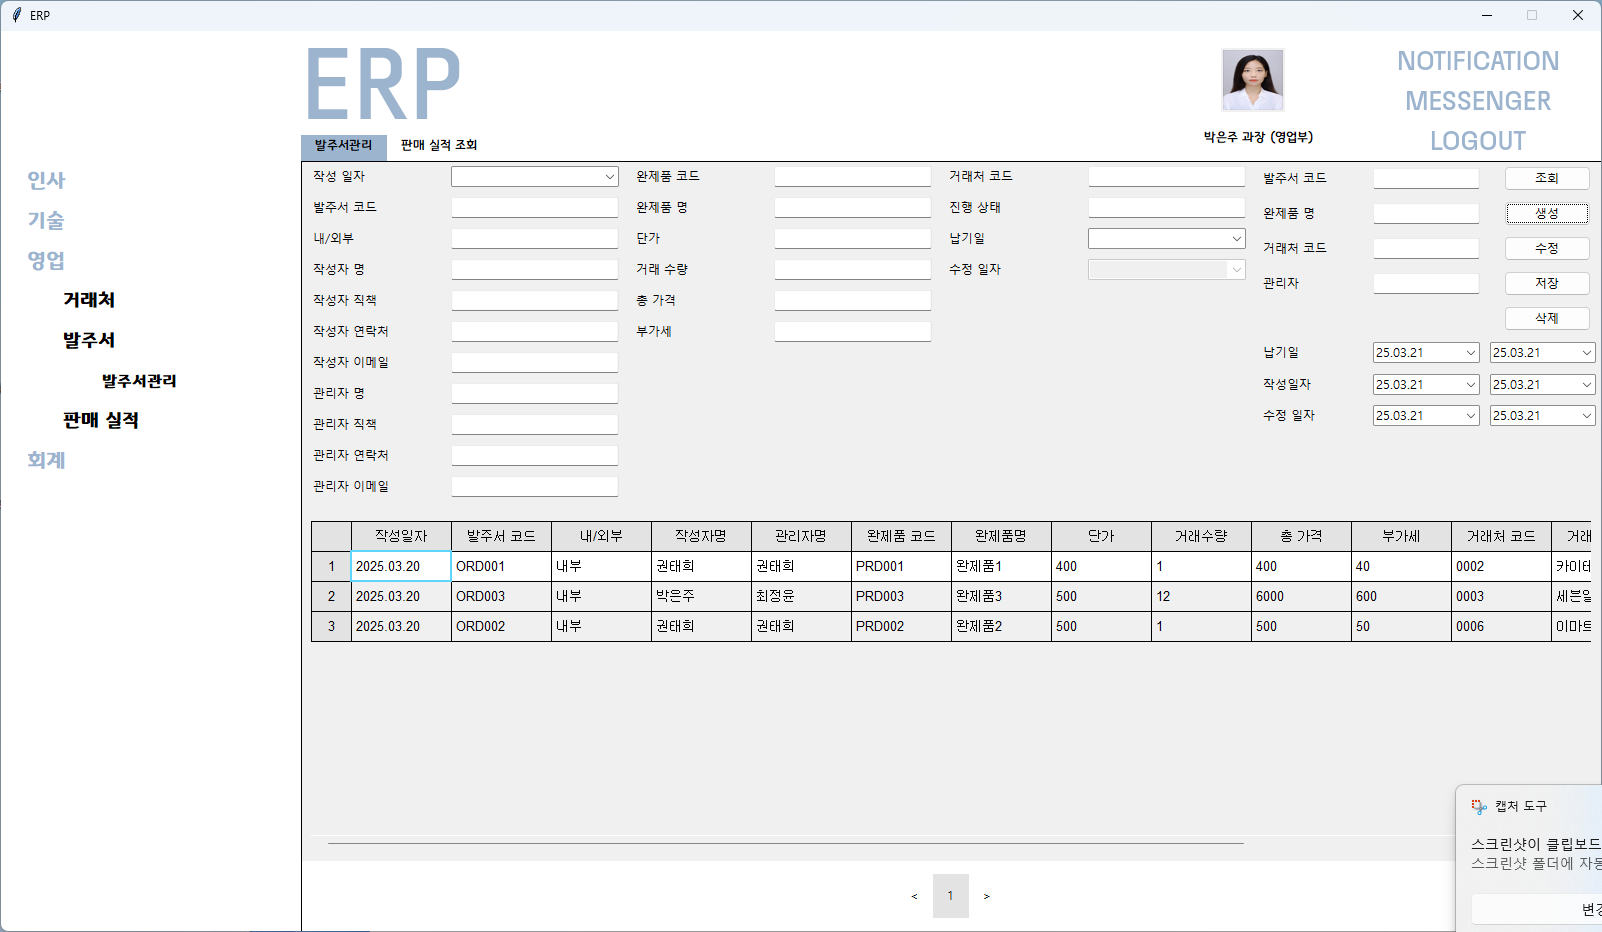 ERP
ERP
NOTIFICATION
MESSENGER
LOGOUT
박은주 과장 (영업부)
발주서관리 판매 실적 조회
인사
기술
영업
거래처
발주서
발주서관리
판매 실적
회계
작성 일자 완제품 코드 거래처 코드 발주서 코드 조회
발주서 코드 완제품 명 진행 상태 완제품 명 생성
내/외부 단가 납기일 거래처 코드 수정
작성자 명 거래 수량 수정 일자 관리자 저장
작성자 직책 총 가격 삭제
작성자 연락처 부가세
작성자 이메일 납기일 25.03.21 25.03.21
관리자 명 작성일자 25.03.21 25.03.21
관리자 직책 수정 일자 25.03.21 25.03.21
관리자 연락처
관리자 이메일
작성일자 발주서 코드 내/외부 작성자명 관리자명 완제품 코드 완제품명 단가 거래수량 총 가격 부가세 거래처 코드 거래
1 2025.03.20 ORD001 내부 권태희 권태희 PRD001 완제품1 400 1 400 40 0002 카이테
2 2025.03.20 ORD003 내부 박은주 최정윤 PRD003 완제품3 500 12 6000 600 0003 세븐일
3 2025.03.20 ORD002 내부 권태희 권태희 PRD002 완제품2 500 1 500 50 0006 이마트
< 1 >
캡처 도구
스크린샷이 클립보드
스크린샷 폴더에 자동
변경